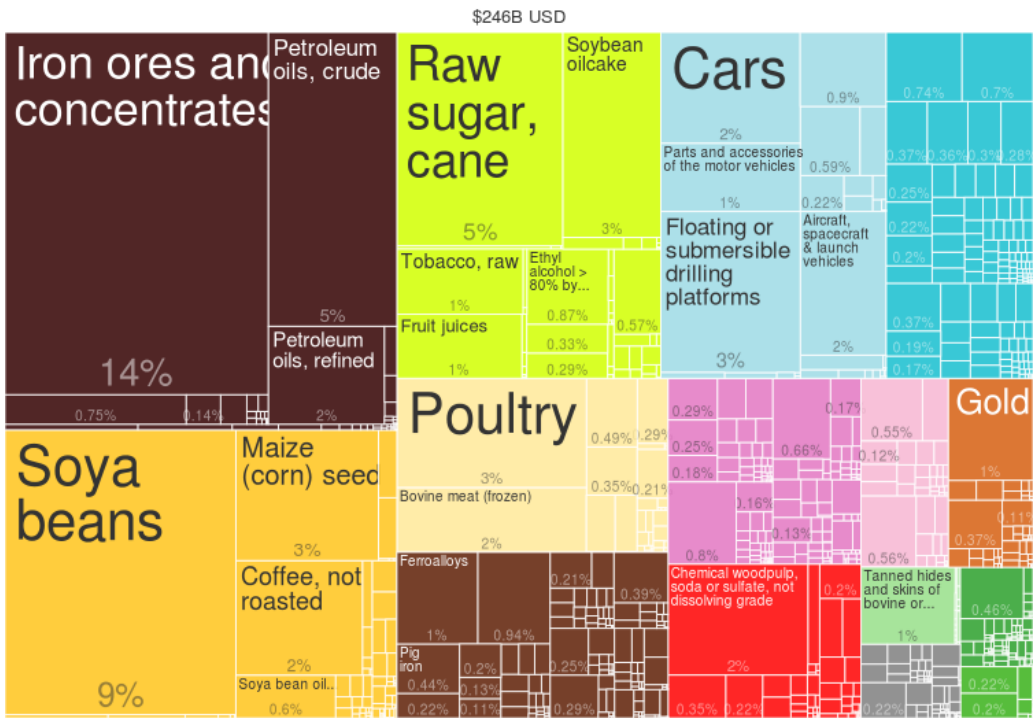 $246B USD
Iron ores and
concentrates
14%
0.75%
0.14%
Petroleum
oils, crude
5%
Petroleum
oils, refined
2%
Raw
sugar,
cane
5%
Soybean
oilcake
3%
Tobacco, raw
1%
Fruit juices
1%
Ethyl
alcohol >
80% by...
0.87%
0.33%
0.29%
0.57%
Cars
2%
Parts and accessories
of the motor vehicles
1%
0.9%
0.59%
0.22%
Floating or
submersible
drilling
platforms
3%
Aircraft,
spacecraft
& launch
vehicles
2%
0.74%
0.7%
0.37%
0.36%
0.3%
0.28%
0.25%
0.22%
0.2%
0.37%
0.19%
0.17%
Soya
beans
9%
Maize
(corn) seed
3%
Coffee, not
roasted
2%
Soya bean oil..
0.6%
Poultry
3%
Bovine meat (frozen)
2%
0.49%
0.29%
0.35%
0.21%
Ferroalloys
1%
0.94%
0.21%
0.39%
Pig
iron
0.44%
0.22%
0.2%
0.13%
0.11%
0.25%
0.29%
0.29%
0.25%
0.18%
0.66%
0.17%
0.8%
0.16%
0.13%
0.55%
0.12%
0.56%
Gold
1%
0.37%
0.11%
Chemical woodpulp,
soda or sulfate, not
dissolving grade
2%
0.2%
0.35%
0.22%
Tanned hides
and skins of
bovine or...
1%
0.22%
0.46%
0.22%
0.2%